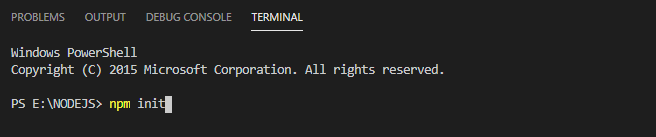 PROBLEMS OUTPUT DEBUG CONSOLE TERMINAL
Windows PowerShell
Copyright (C) 2015 Microsoft Corporation. All rights reserved.
PS E:\NODEJS> npm init